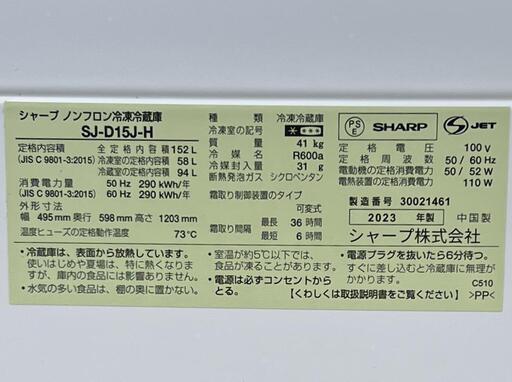 シャープ ノンフロン冷凍冷蔵庫
SJ-D15J-H
定格内容積 全定格内容積 152 L
(JIS C 9801-3:2015) 冷凍室の定格内容積 58 L
冷蔵室の定格内容積 94 L
消費電力量 50 Hz 290 kWh/年
(JIS C 9801-3:2015) 60 Hz 290 kWh/年
外形寸法
幅 495 mm 奥行 598 mm 高さ 1203 mm
温度ヒューズの定格動作温度 73℃
種類 冷凍冷蔵庫
冷凍室の記号
質量 41 kg
冷媒名 R600a
冷媒封入量 31 g
断熱発泡ガス シクロペンタン
霜取り制御装置のタイプ
可変式
霜取り間隔 最長 36 時間
最短 6 時間
PS
E
SHARP
S JET
定格電圧 100 V
定格周波数 50 / 60 Hz
電動機の定格消費電力 50 / 52 W
電熱装置の定格消費電力 110 W
製造番号 30021461
2023 年製 中国製
シャープ株式会社
・冷蔵庫は、表面から放熱しています。
使いはじめや夏場は、特に熱くなりますが、庫内の食品には影響ありません。
・水気の多い食品は、棚の奥に置かない。
・室温が約5℃以下では、食品が凍ることがあります。
・電源は必ずコンセントからとる。
・電源プラグを抜いたら6分待つ。
すぐに差し込むと冷蔵庫に無理がかかります。
【くわしくは取扱説明書をご覧ください】
C510
>PP<